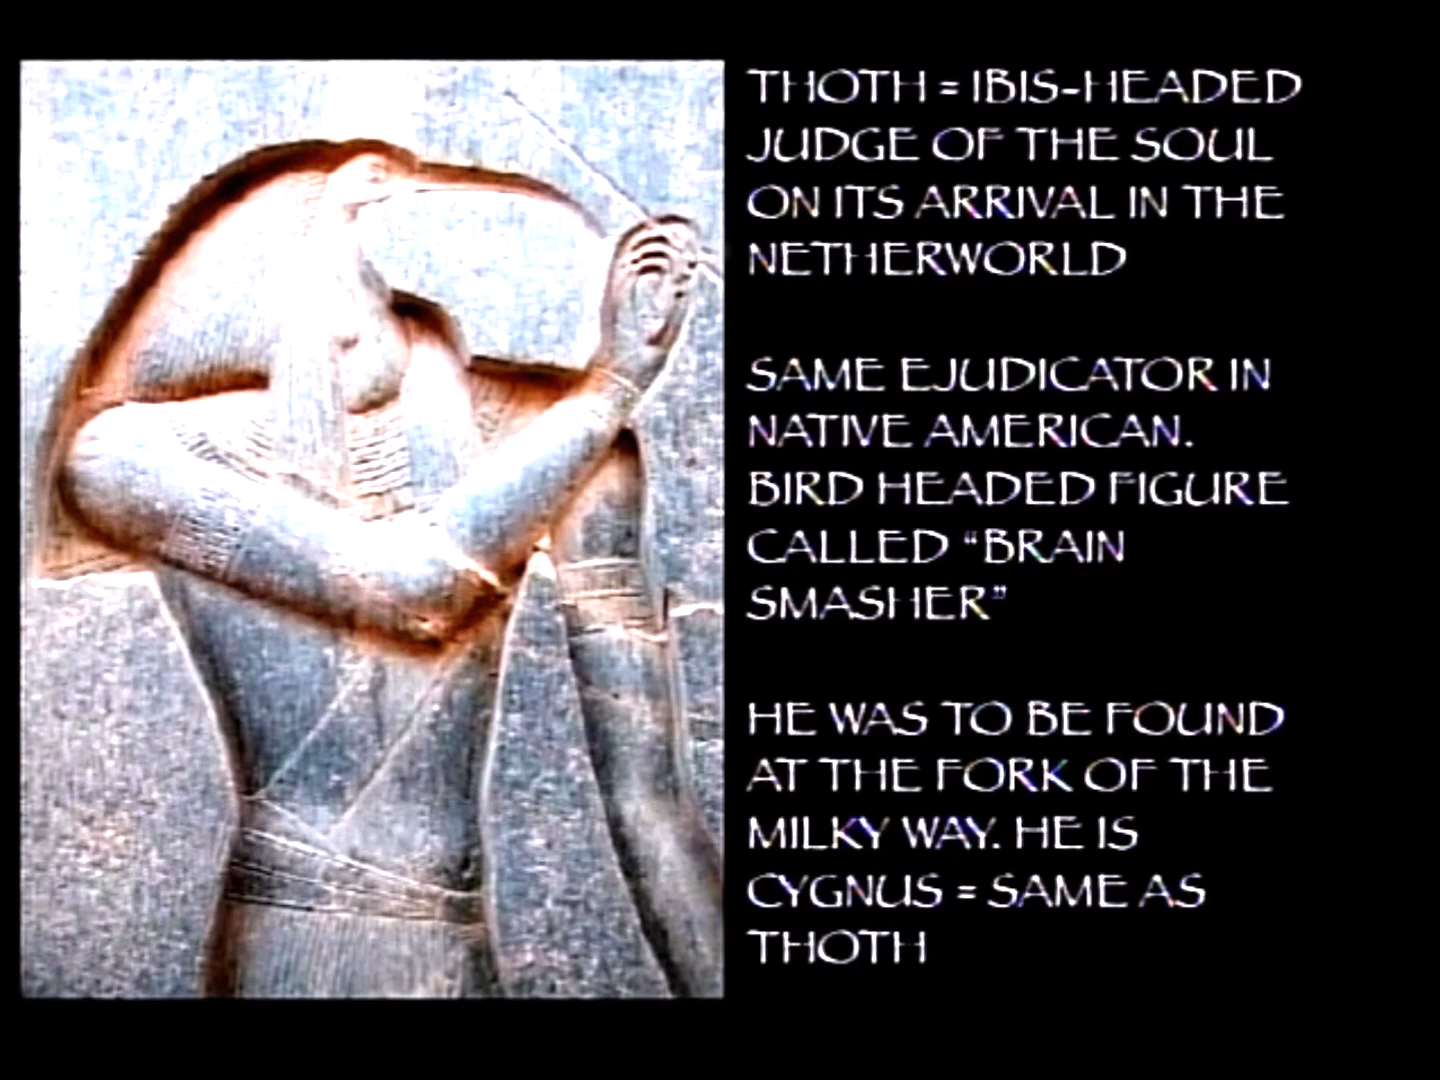 THOTH = IBIS-HEADED
JUDGE OF THE SOUL
ON ITS ARRIVAL IN THE
NETHERWORLD
SAME EJUDICATOR IN
NATIVE AMERICAN.
BIRD HEADED FIGURE
CALLED “BRAIN
SMASHER”
HE WAS TO BE FOUND
AT THE FORK OF THE
MILKY WAY. HE IS
CYGNUS = SAME AS
THOTH